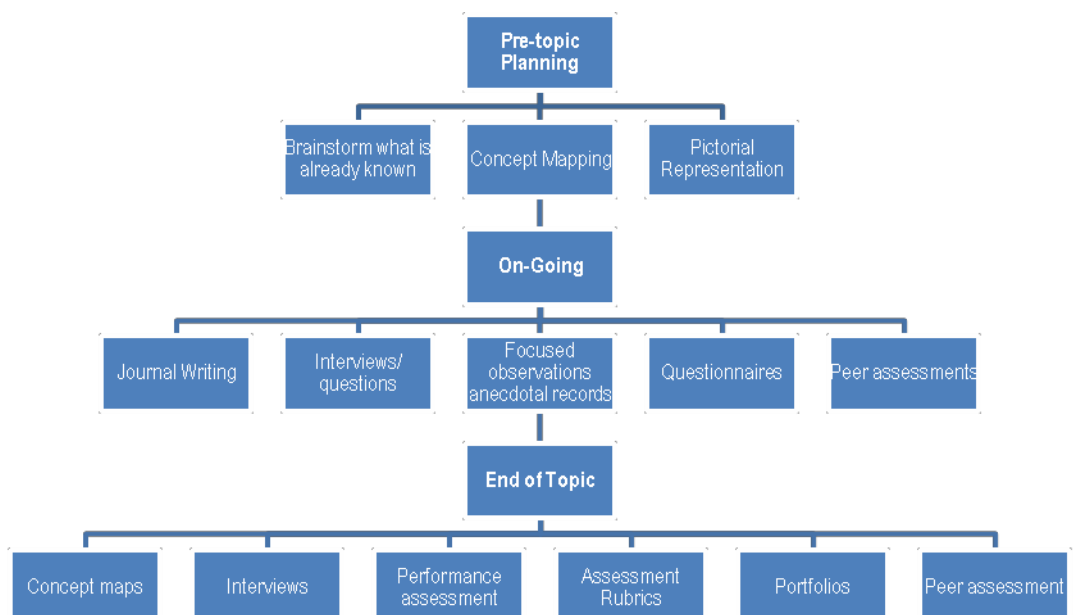 Pre-topic
Planning
Brainstorm what is
already known
Concept Mapping
Pictorial
Representation
On-Going
Journal Writing
Interviews/
questions
Focused
observations
anecdotal records
Questionnaires
Peer assessments
End of Topic
Concept maps
Interviews
Performance
assessment
Assessment
Rubrics
Portfolios
Peer assessment